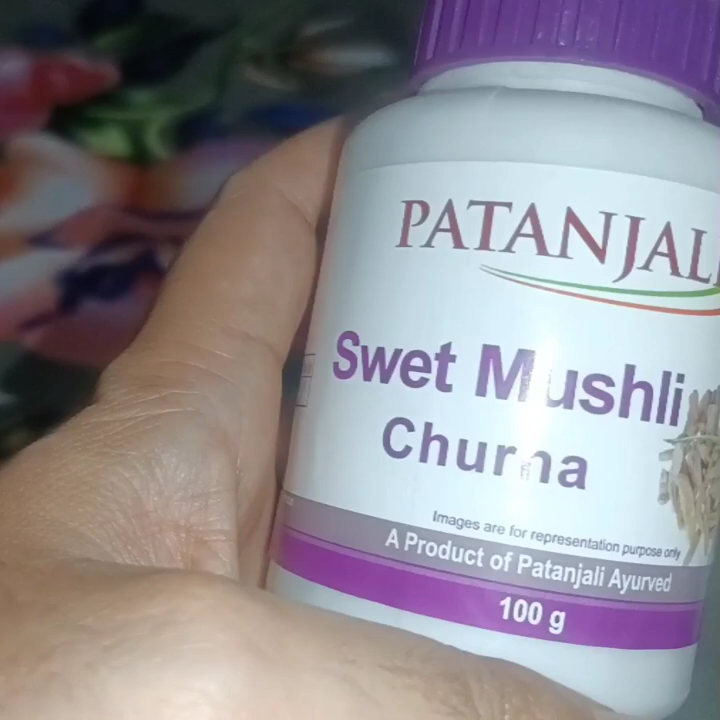 PATANJALI
Swet Mushli
Churna
Images are for representation purpose only
A Product of Patanjali Ayurved
100 g